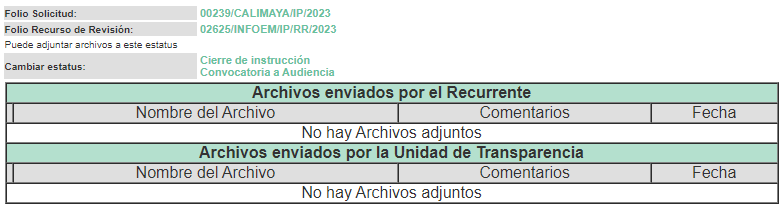 Folio Solicitud: 00239/CALIMAYA/IP/2023
Folio Recurso de Revisión: 02625/INFOEM/IP/RR/2023
Puede adjuntar archivos a este estatus
Cambiar estatus: Cierre de instrucción
Convocatoria a Audiencia
Archivos enviados por el Recurrente
Nombre del Archivo Comentarios Fecha
No hay Archivos adjuntos
Archivos enviados por la Unidad de Transparencia
Nombre del Archivo Comentarios Fecha
No hay Archivos adjuntos